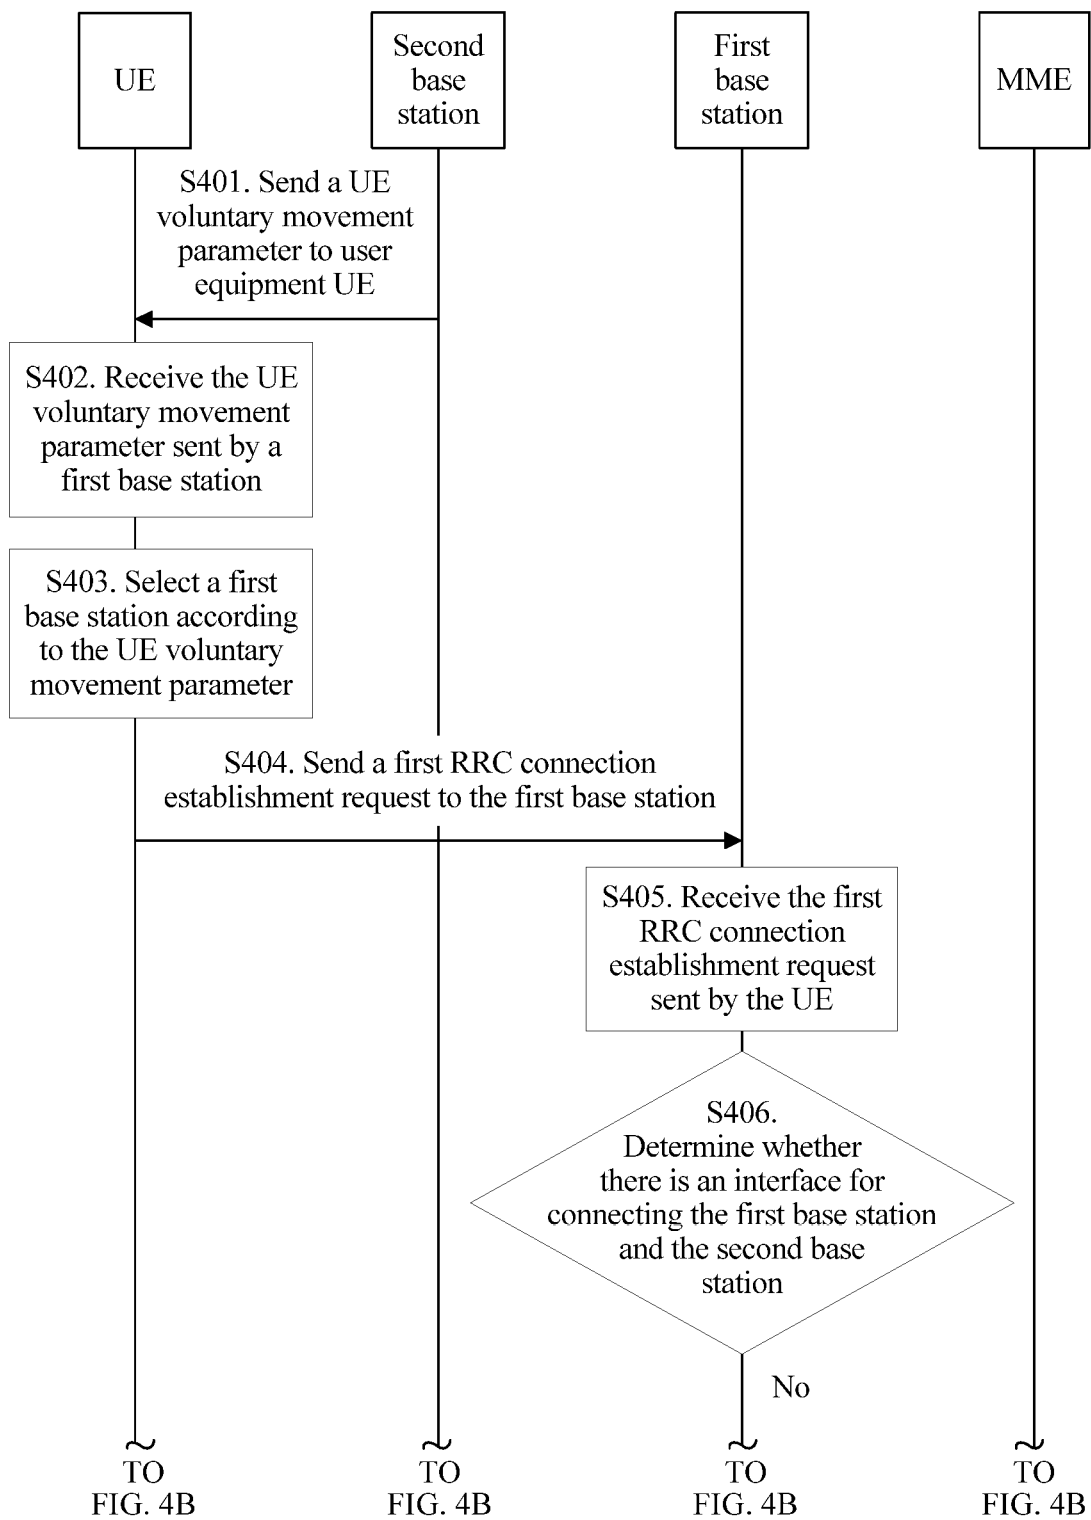 UE
Second
base
station
First
base
station
MME
S401. Send a UE
voluntary movement
parameter to user
equipment UE
S402. Receive the UE
voluntary movement
parameter sent by a
first base station
S403. Select a first
base station according
to the UE voluntary
movement parameter
S404. Send a first RRC connection
establishment request to the first base station
S405. Receive the first
RRC connection
establishment request
sent by the UE
S406.
Determine whether
there is an interface for
connecting the first base station
and the second base
station
No
TO
FIG. 4B
TO
FIG. 4B
TO
FIG. 4B
TO
FIG. 4B